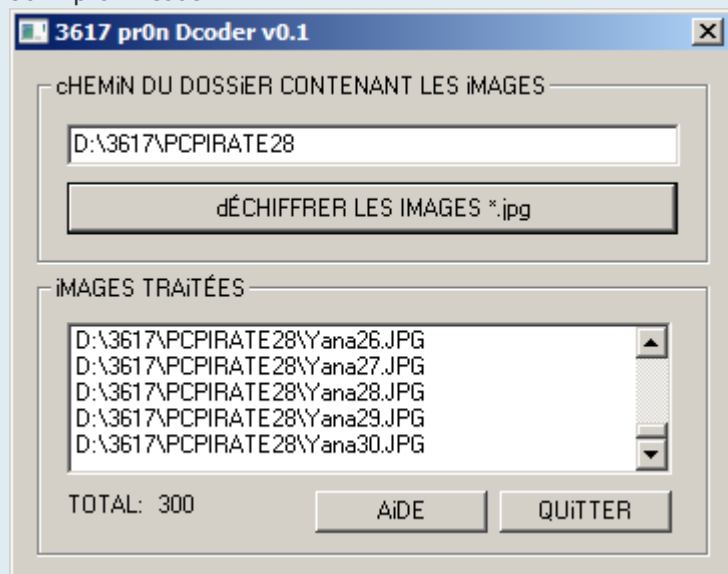 3617 pr0n Dcoder v0.1
cHEMiN DU DOSSiER CONTENANT LES iMAGES
D:\3617\PCPIRATE28
dÉCHIFFRER LES IMAGES *.jpg
iMAGES TRAiTÉES
D:\3617\PCPIRATE28\Yana26.JPG
D:\3617\PCPIRATE28\Yana27.JPG
D:\3617\PCPIRATE28\Yana28.JPG
D:\3617\PCPIRATE28\Yana29.JPG
D:\3617\PCPIRATE28\Yana30.JPG
TOTAL: 300
AiDE
QUiTTER